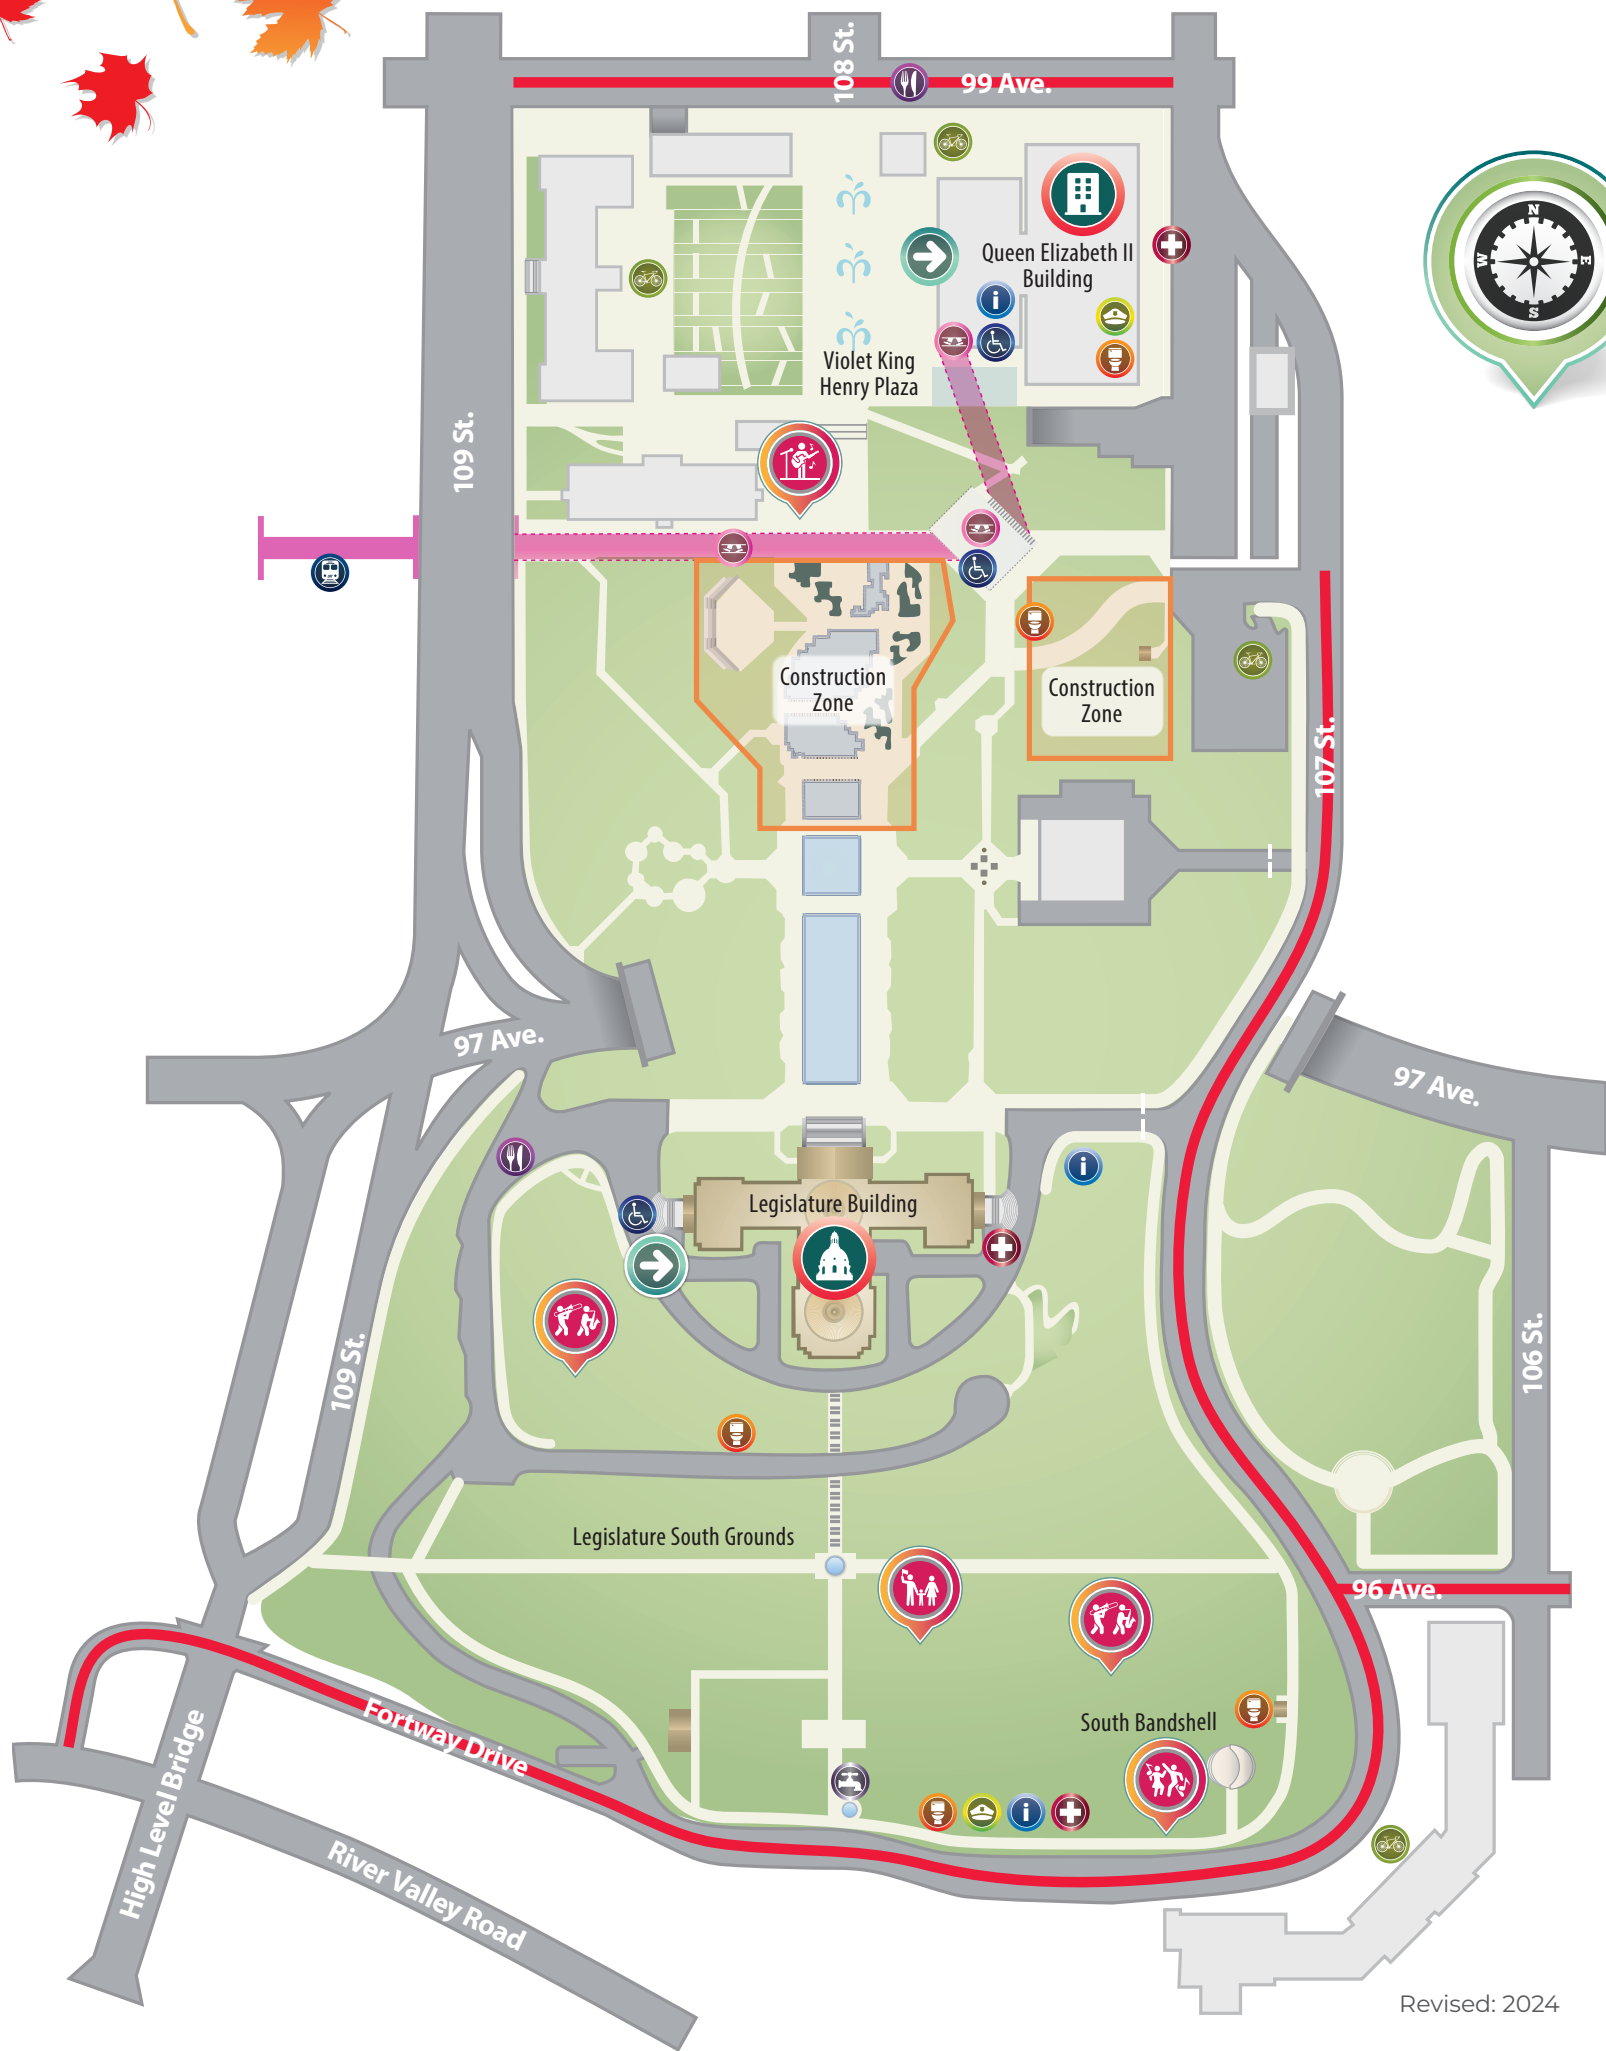 108 St.
99 Ave.
N
W
E
S
Queen Elizabeth II
Building
Violet King
Henry Plaza
109 St.
Construction
Zone
Construction
Zone
107 St.
97 Ave.
97 Ave.
Legislature Building
109 St.
106 St.
Legislature South Grounds
96 Ave.
Fortway Drive
South Bandshell
High Level Bridge
River Valley Road
Revised: 2024